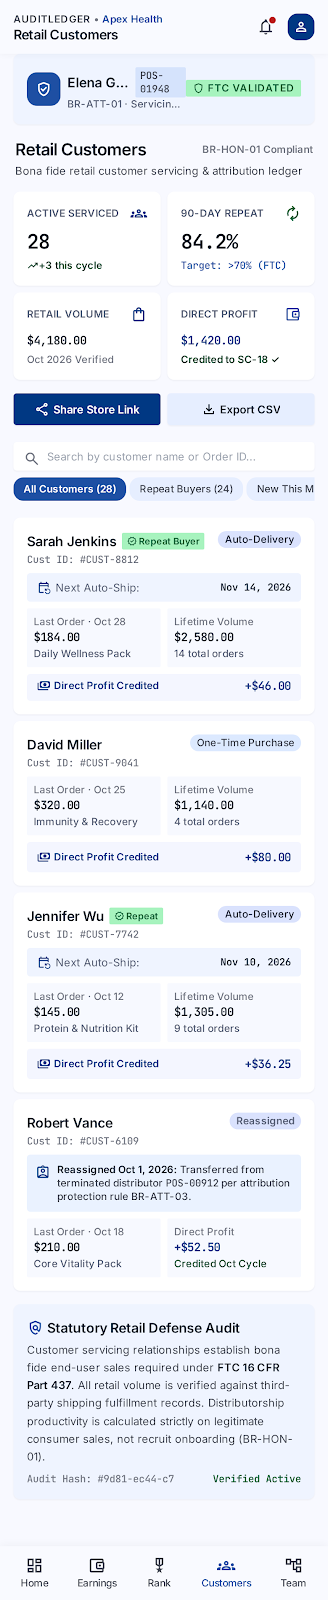 AUDITLEDGER • Apex Health
Retail Customers
Elena G...
POS-01948
FTC VALIDATED
BR-ATT-01 · Servicin...
Retail Customers
BR-HON-01 Compliant
Bona fide retail customer servicing & attribution ledger
ACTIVE SERVICED
28
+3 this cycle
90-DAY REPEAT
84.2%
Target: >70% (FTC)
RETAIL VOLUME
$4,180.00
Oct 2026 Verified
DIRECT PROFIT
$1,420.00
Credited to SC-18 ✓
Share Store Link
Export CSV
Search by customer name or Order ID...
All Customers (28)
Repeat Buyers (24)
New This M
Sarah Jenkins
Repeat Buyer
Auto-Delivery
Cust ID: #CUST-8812
Next Auto-Ship:
Nov 14, 2026
Last Order · Oct 28
$184.00
Daily Wellness Pack
Lifetime Volume
$2,580.00
14 total orders
Direct Profit Credited
+$46.00
David Miller
One-Time Purchase
Cust ID: #CUST-9041
Last Order · Oct 25
$320.00
Immunity & Recovery
Lifetime Volume
$1,140.00
4 total orders
Direct Profit Credited
+$80.00
Jennifer Wu
Repeat
Auto-Delivery
Cust ID: #CUST-7742
Next Auto-Ship:
Nov 10, 2026
Last Order · Oct 12
$145.00
Protein & Nutrition Kit
Lifetime Volume
$1,305.00
9 total orders
Direct Profit Credited
+$36.25
Robert Vance
Reassigned
Cust ID: #CUST-6109
Reassigned Oct 1, 2026: Transferred from
terminated distributor POS-00912 per attribution
protection rule BR-ATT-03.
Last Order · Oct 18
$210.00
Core Vitality Pack
Direct Profit
+$52.50
Credited Oct Cycle
Statutory Retail Defense Audit
Customer servicing relationships establish bona
fide end-user sales required under FTC 16 CFR
Part 437. All retail volume is verified against third-
party shipping fulfillment records. Distributorship
productivity is calculated strictly on legitimate
consumer sales, not recruit onboarding (BR-HON-
01).
Audit Hash: #9d81-ec44-c7
Verified Active
Home
Earnings
Rank
Customers
Team